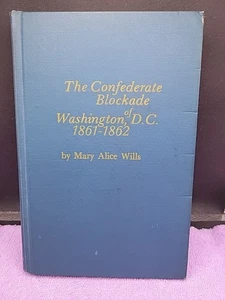 The Confederate
Blockade
of
Washington, D.C.
1861-1862
by Mary Alice Wills